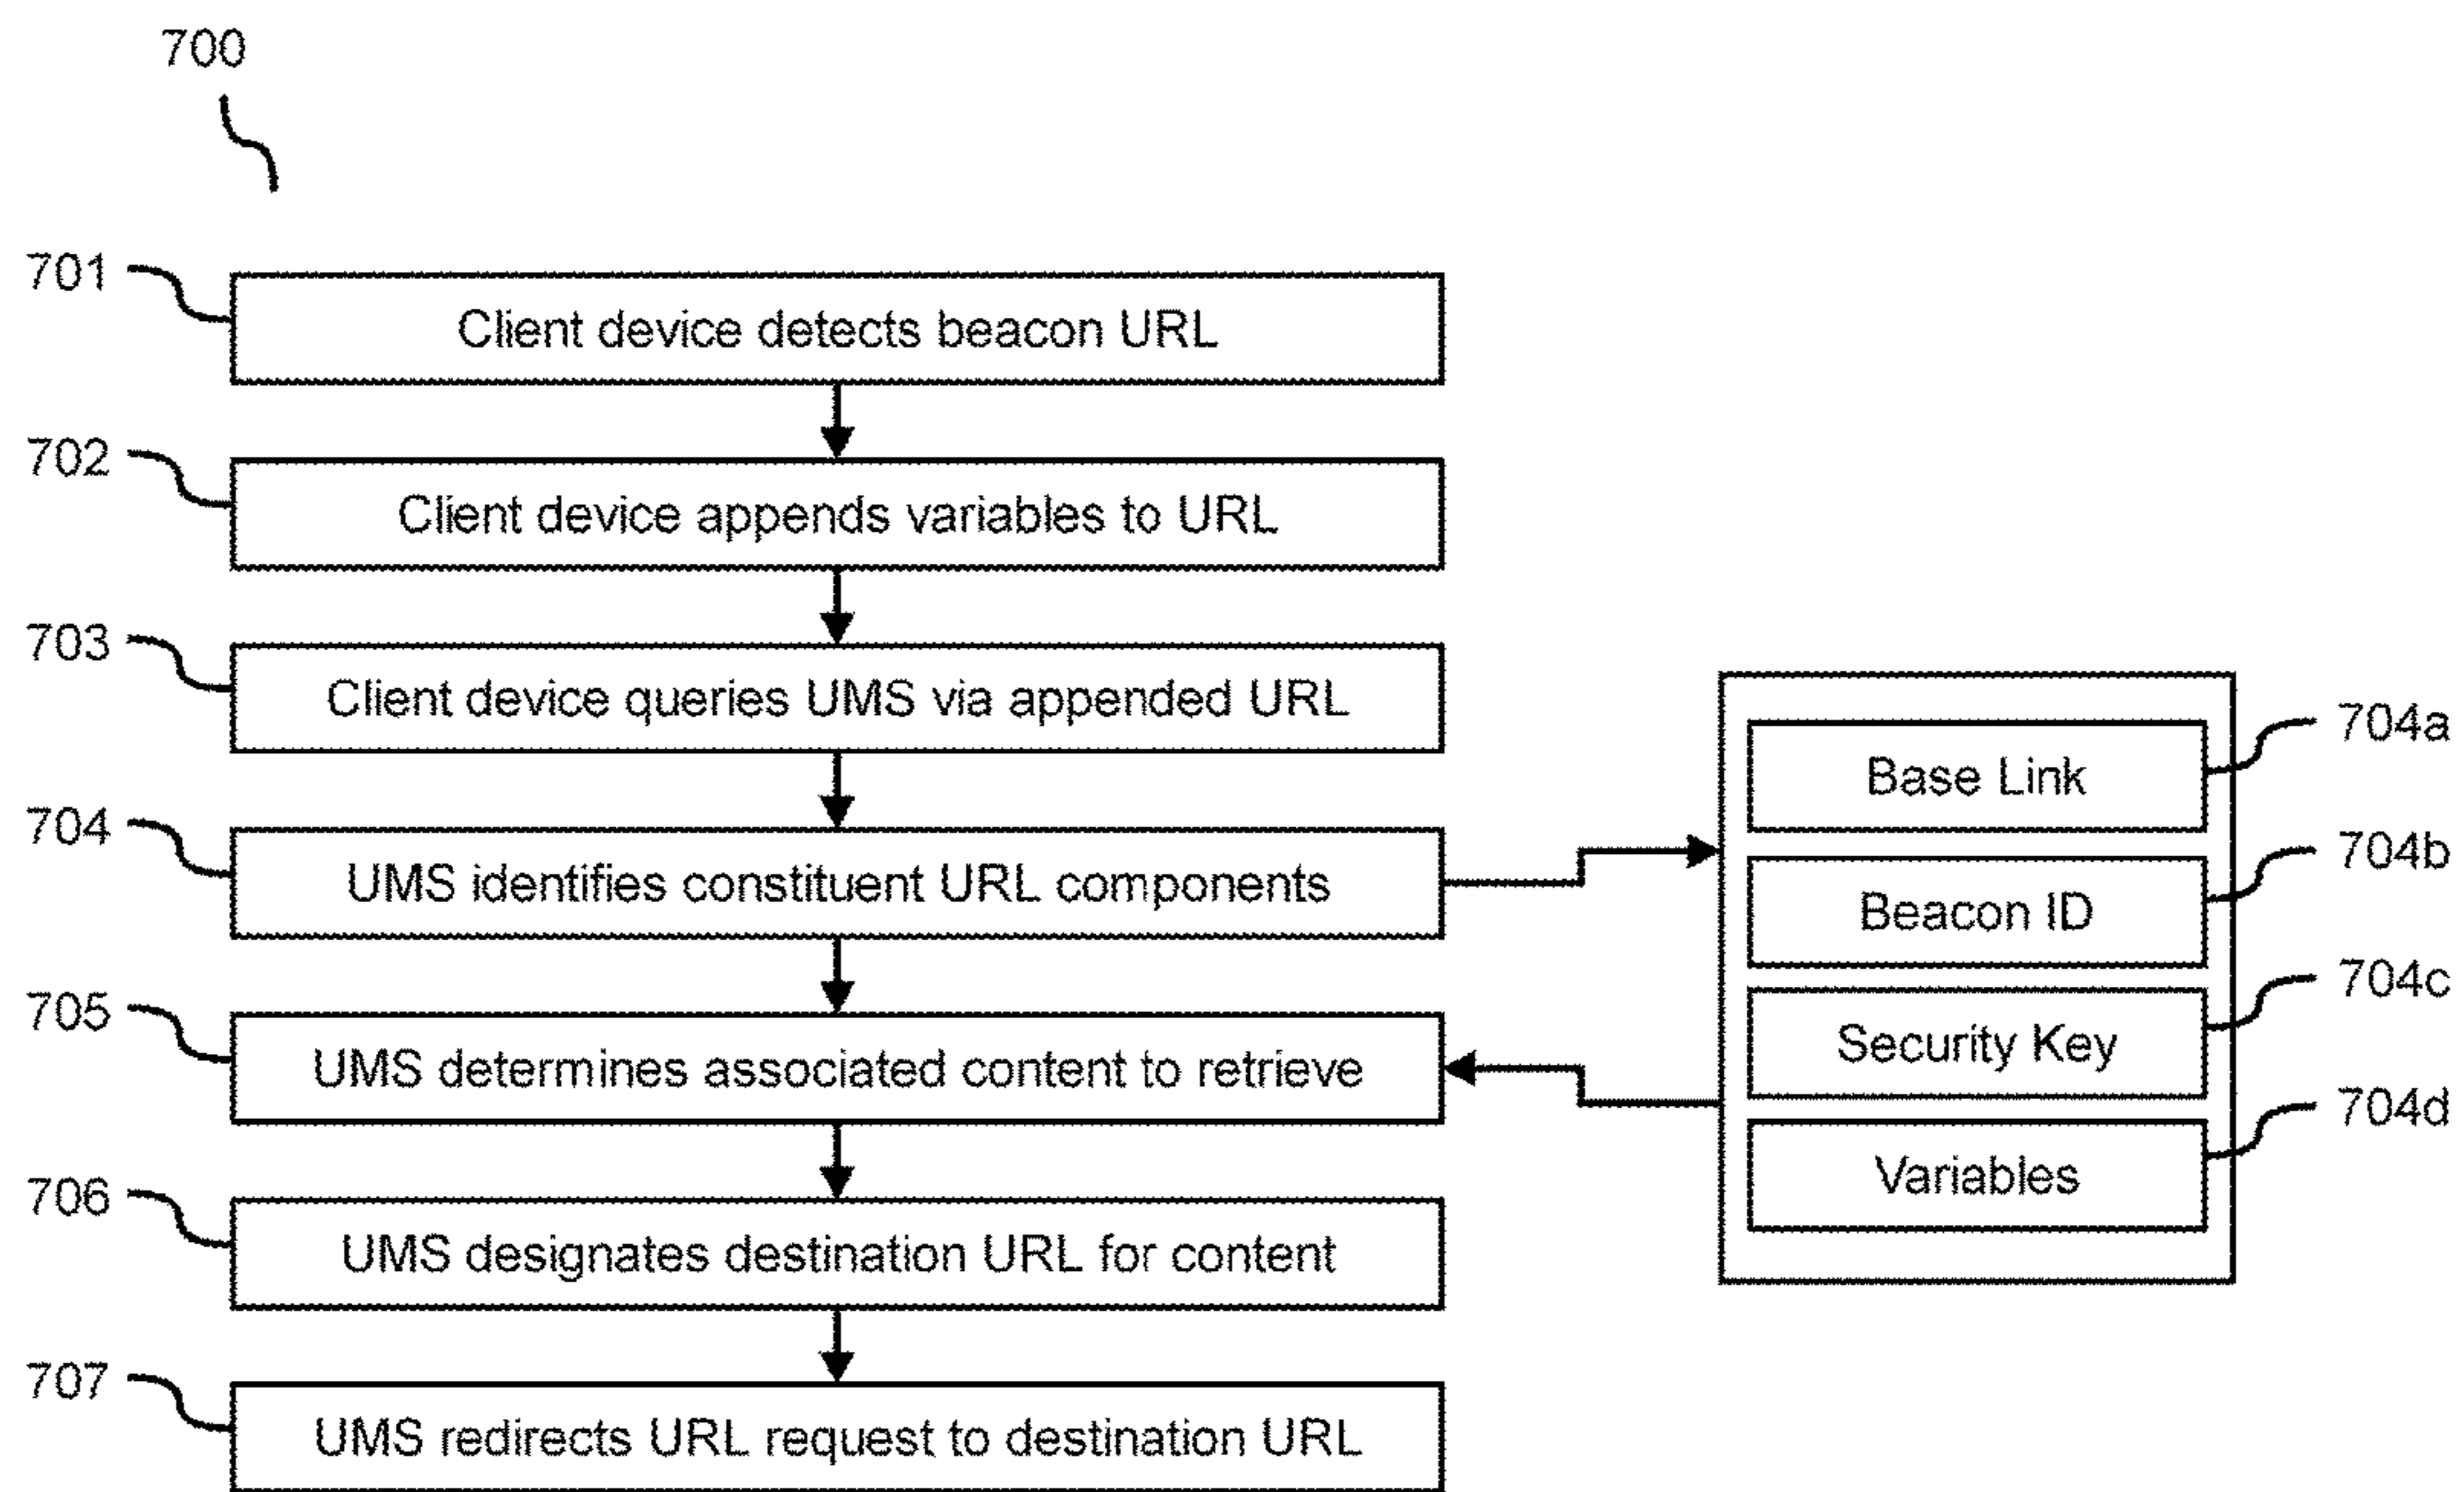 700
701
Client device detects beacon URL
702
Client device appends variables to URL
703
Client device queries UMS via appended URL
704
UMS identifies constituent URL components
705
UMS determines associated content to retrieve
706
UMS designates destination URL for content
707
UMS redirects URL request to destination URL
Base Link
704a
Beacon ID
704b
Security Key
704c
Variables
704d